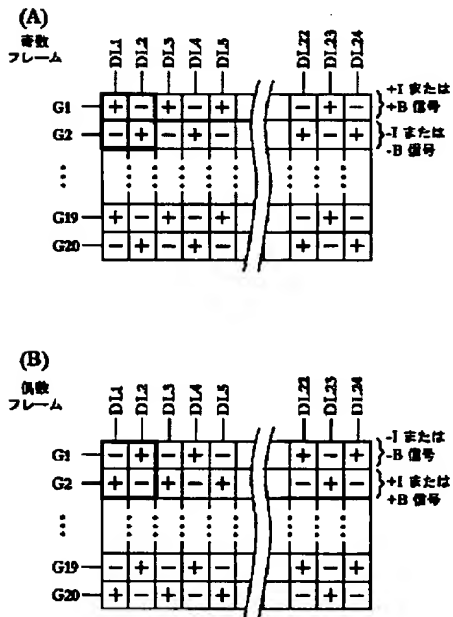 (A)
奇数
フレーム
DL1 DL2 DL3 DL4 DL5 DL22 DL23 DL24
G1 + − + − + − + − +I または
+B 信号
G2 − + − + − + − + -I または
-B 信号
G19 + − + − + − + −
G20 − + − + − + − +
(B)
偶数
フレーム
DL1 DL2 DL3 DL4 DL5 DL22 DL23 DL24
G1 − + − + − + − + -I または
-B 信号
G2 + − + − + − + − +I または
+B 信号
G19 − + − + − + − +
G20 + − + − + − + −